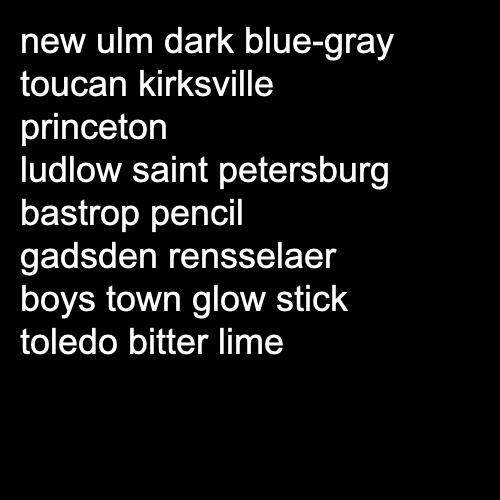 new ulm dark blue-gray
toucan kirksville
princeton
ludlow saint petersburg
bastrop pencil
gadsden rensselaer
boys town glow stick
toledo bitter lime